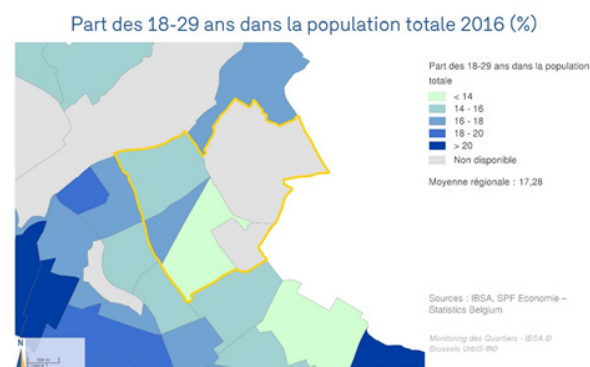 Part des 18-29 ans dans la population totale 2016 (%)
Part des 18-29 ans dans la population
totale
< 14
14 - 16
16 - 18
18 - 20
> 20
Non disponible
Moyenne régionale : 17,28
Sources : IBSA, SPF Economie –
Statistics Belgium
Monitoring des Quartiers - IBSA ©
Brussels UrbIS ®©
N